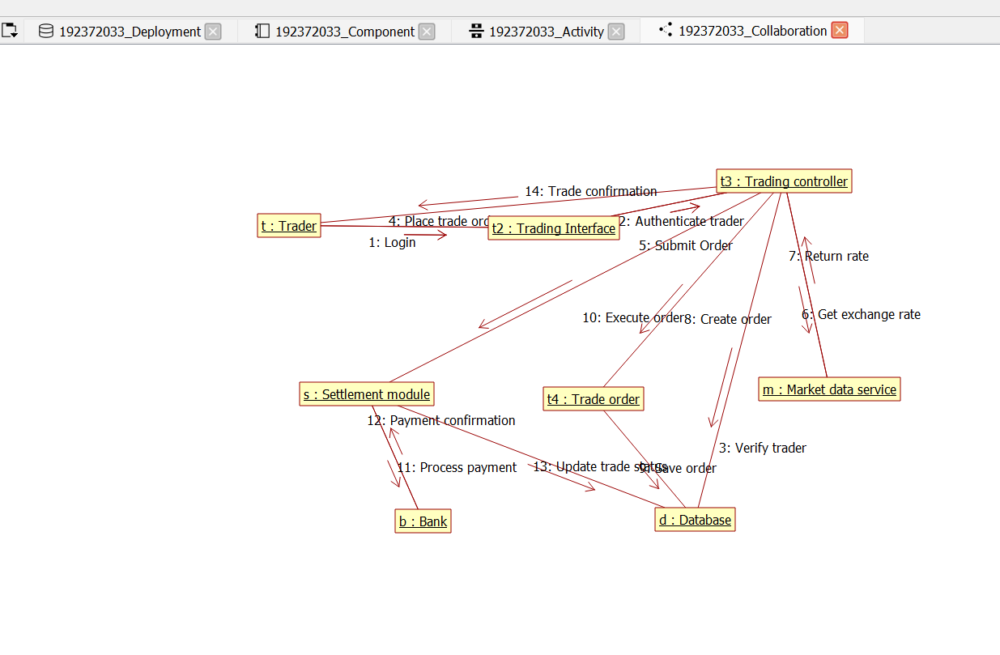 192372033_Deployment
192372033_Component
192372033_Activity
192372033_Collaboration
t3 : Trading controller
14: Trade confirmation
t : Trader
4: Place trade ord
t2 : Trading Interface
2: Authenticate trader
1: Login
5: Submit Order
7: Return rate
10: Execute order
8: Create order
6: Get exchange rate
s : Settlement module
t4 : Trade order
m : Market data service
12: Payment confirmation
3: Verify trader
11: Process payment
13: Update trade status
9: Save order
b : Bank
d : Database